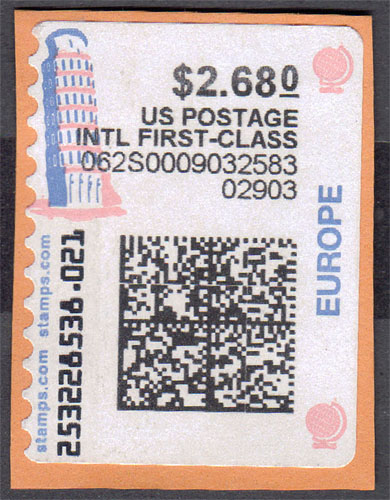 $2.680
US POSTAGE
INTL FIRST-CLASS
062S0009032583
02903
EUROPE
stamps.com stamps.com
253226536-021